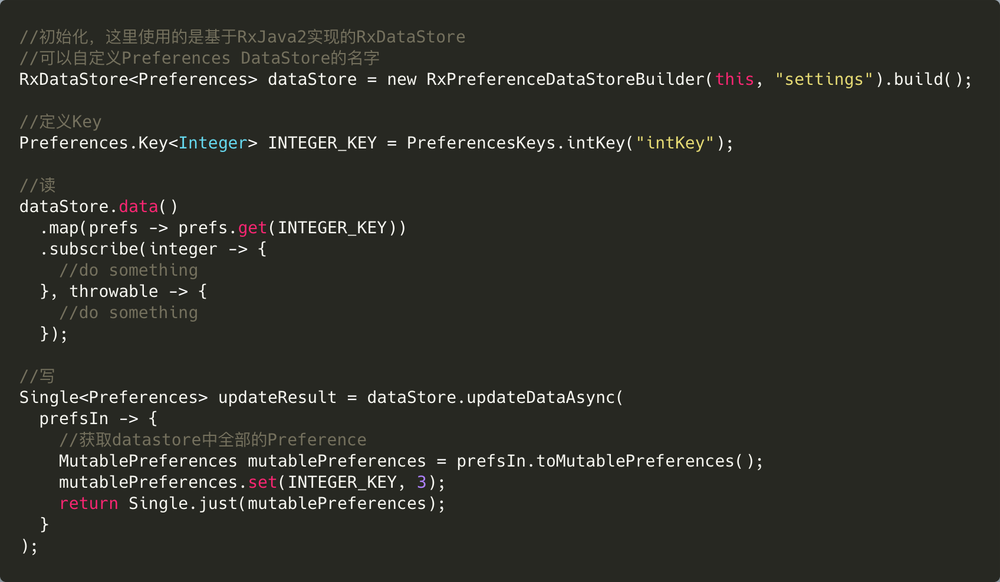 //初始化，这里使用的是基于RxJava2实现的RxDataStore
//可以自定义Preferences DataStore的名字
RxDataStore<Preferences> dataStore = new RxPreferenceDataStoreBuilder(this, "settings").build();
//定义Key
Preferences.Key<Integer> INTEGER_KEY = PreferencesKeys.intKey("intKey");
//读
dataStore.data()
  .map(prefs -> prefs.get(INTEGER_KEY))
  .subscribe(integer -> {
    //do something
  }, throwable -> {
    //do something
  });
//写
Single<Preferences> updateResult = dataStore.updateDataAsync(
  prefsIn -> {
    //获取datastore中全部的Preference
    MutablePreferences mutablePreferences = prefsIn.toMutablePreferences();
    mutablePreferences.set(INTEGER_KEY, 3);
    return Single.just(mutablePreferences);
  }
);